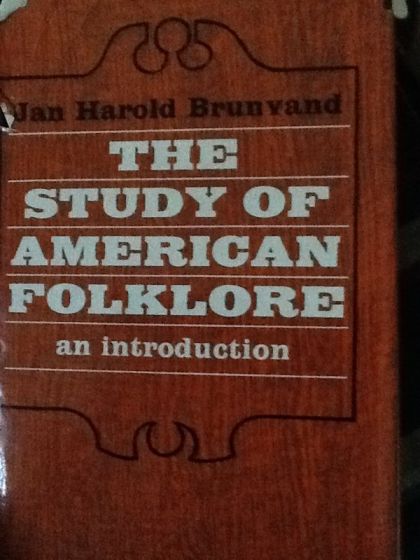 Jan Harold Brunvand
THE
STUDY OF
AMERICAN
FOLKLORE
an introduction